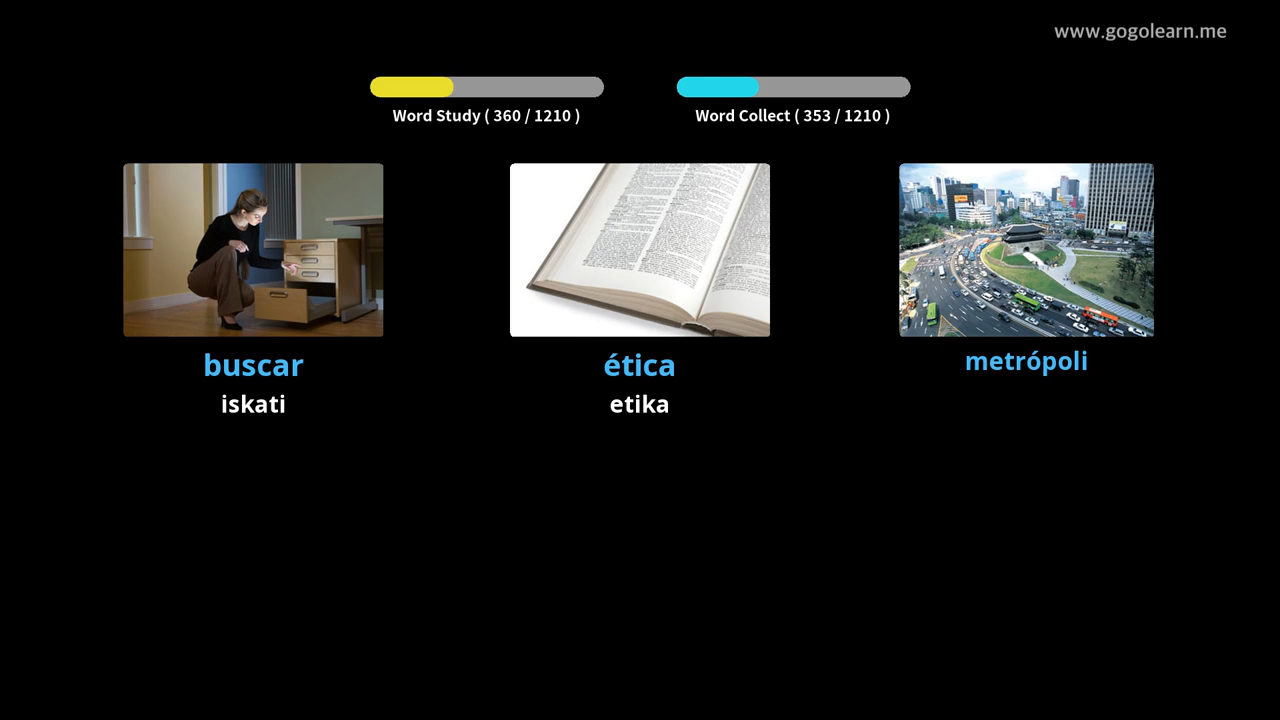 www.gogolearn.me
Word Study ( 360 / 1210 )
Word Collect ( 353 / 1210 )
buscar
iskati
ética
etika
metrópoli